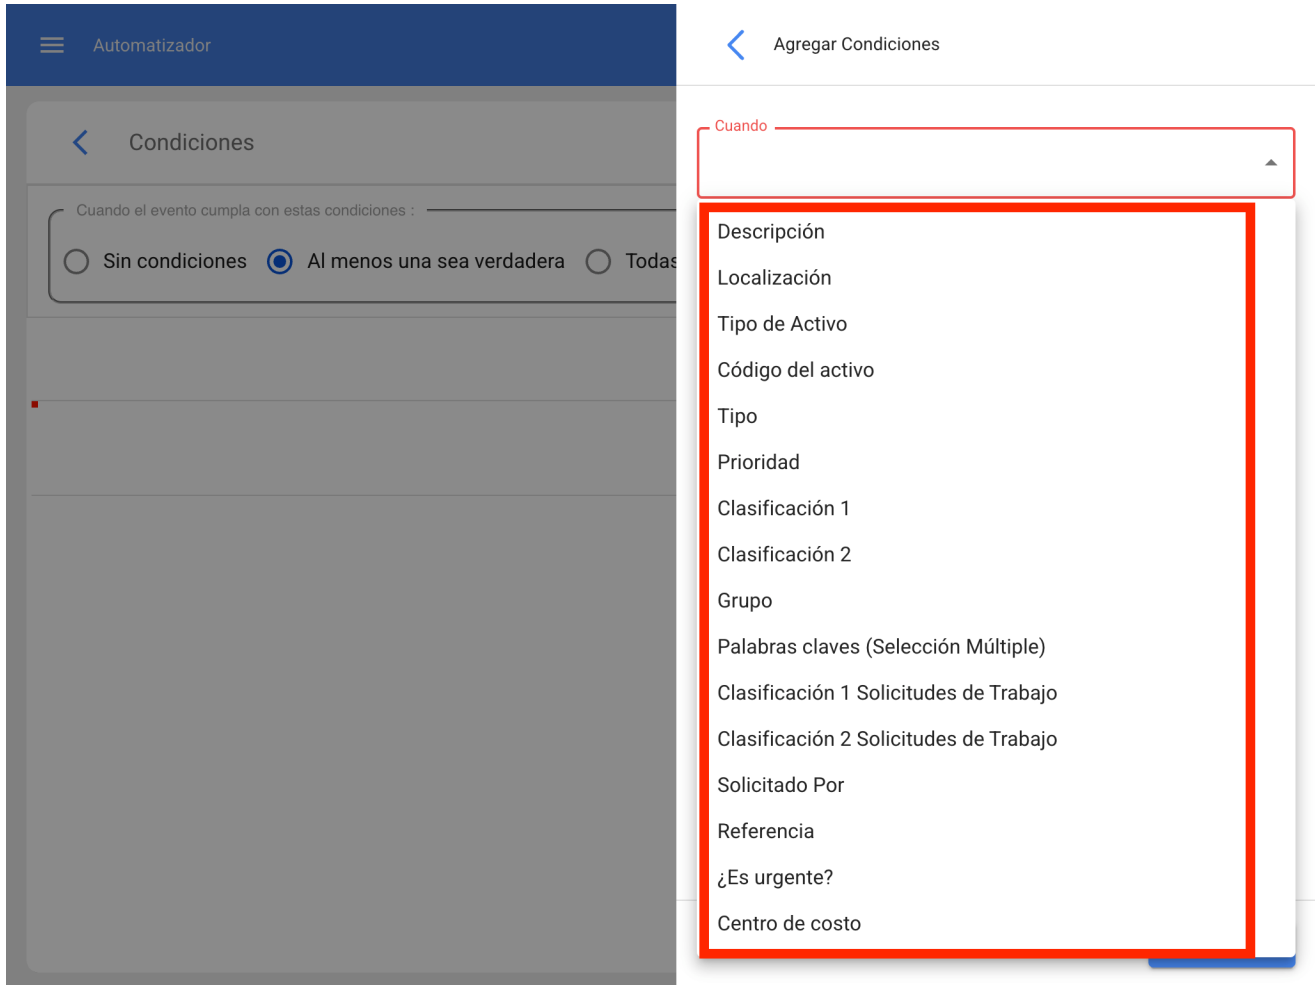 Automatizador
Condiciones
Cuando el evento cumpla con estas condiciones :
Sin condiciones
Al menos una sea verdadera
Todas
Agregar Condiciones
Cuando
Descripción
Localización
Tipo de Activo
Código del activo
Tipo
Prioridad
Clasificación 1
Clasificación 2
Grupo
Palabras claves (Selección Múltiple)
Clasificación 1 Solicitudes de Trabajo
Clasificación 2 Solicitudes de Trabajo
Solicitado Por
Referencia
¿Es urgente?
Centro de costo